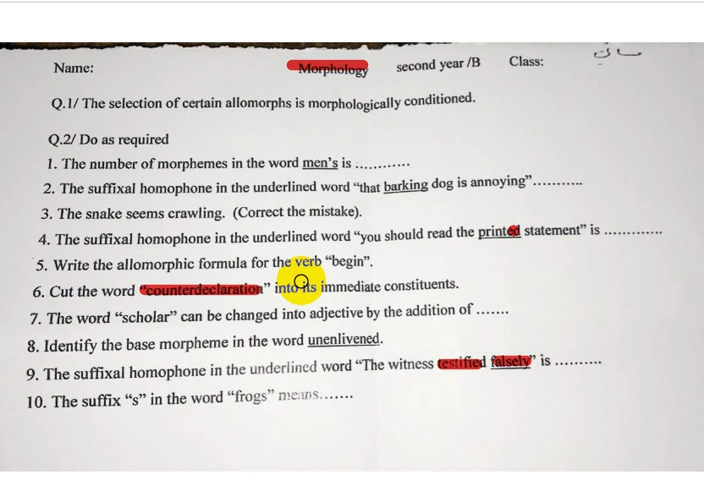 Name: Morphology second year /B Class:
Q.1/ The selection of certain allomorphs is morphologically conditioned.
Q.2/ Do as required
1. The number of morphemes in the word men's is :...........
2. The suffixal homophone in the underlined word “that barking dog is annoying”...........
3. The snake seems crawling. (Correct the mistake).
4. The suffixal homophone in the underlined word “you should read the printed statement” is .............
5. Write the allomorphic formula for the verb “begin”.
6. Cut the word “counterdeclaration” into its immediate constituents.
7. The word “scholar” can be changed into adjective by the addition of .......
8. Identify the base morpheme in the word unenlivened.
9. The suffixal homophone in the underlined word “The witness testified falsely” is ..........
10. The suffix “s” in the word “frogs” means.......